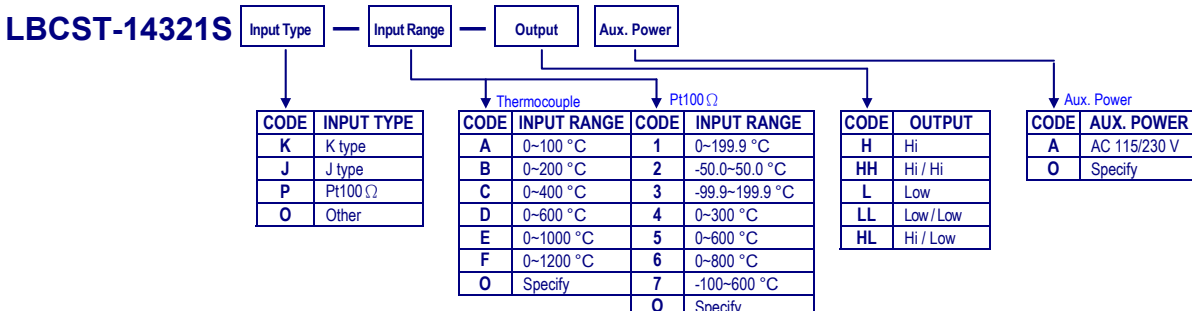 LBCST-14321S Input Type — Input Range — Output Aux. Power
Thermocouple Pt100 Ω Aux. Power
CODE INPUT TYPE CODE INPUT RANGE CODE INPUT RANGE CODE OUTPUT CODE AUX. POWER
K K type A 0~100 °C 1 0~199.9 °C H Hi A AC 115/230 V
J J type B 0~200 °C 2 -50.0~50.0 °C HH Hi / Hi O Specify
P Pt100 Ω C 0~400 °C 3 -99.9~199.9 °C L Low
O Other D 0~600 °C 4 0~300 °C LL Low / Low
E 0~1000 °C 5 0~600 °C HL Hi / Low
F 0~1200 °C 6 0~800 °C
O Specify 7 -100~600 °C
O Specify